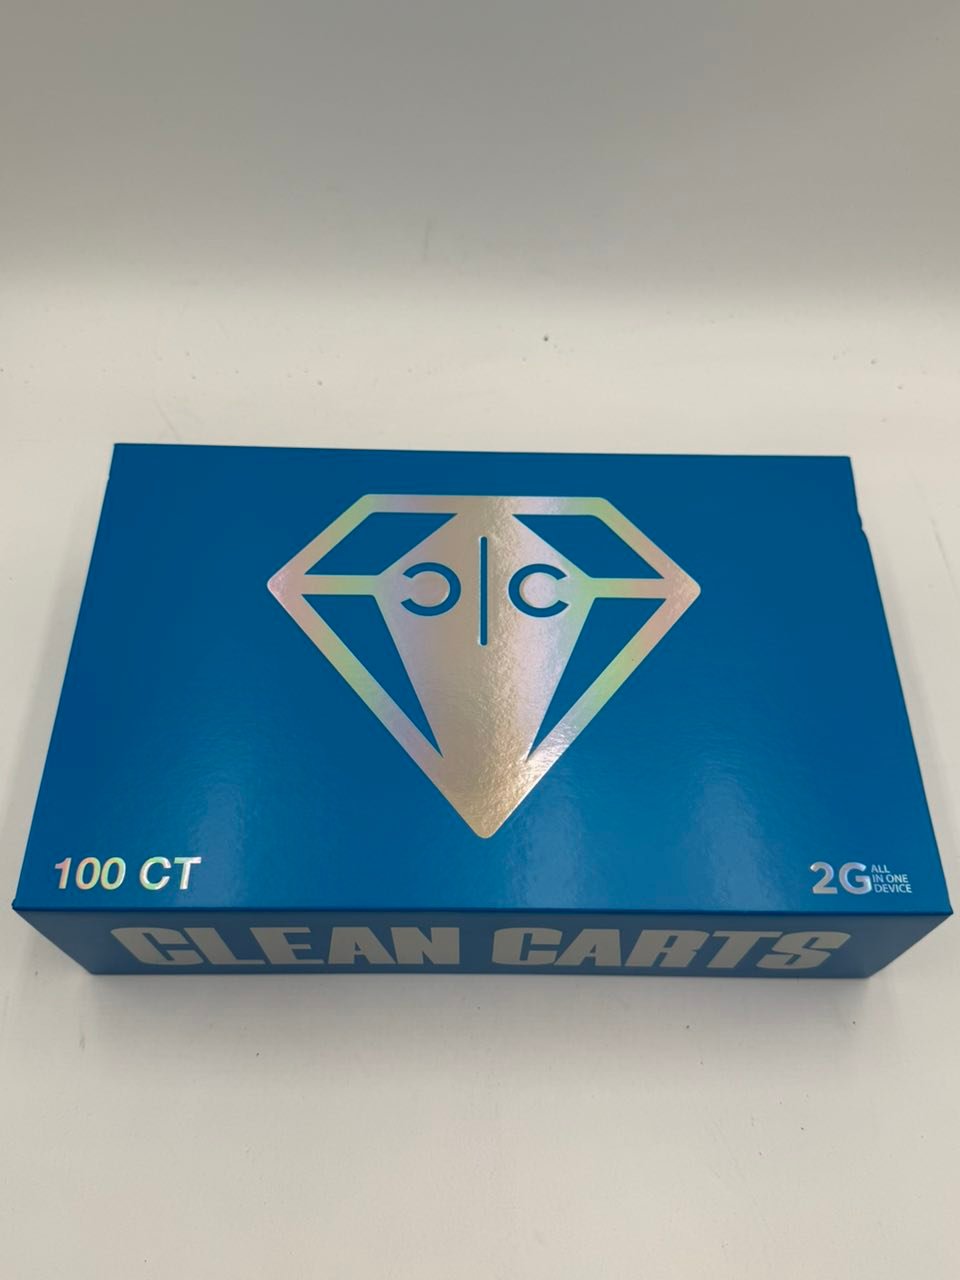 Ɔ|C
100 CT
2G ALL
IN ONE
DEVICE
CLEAN CARTS